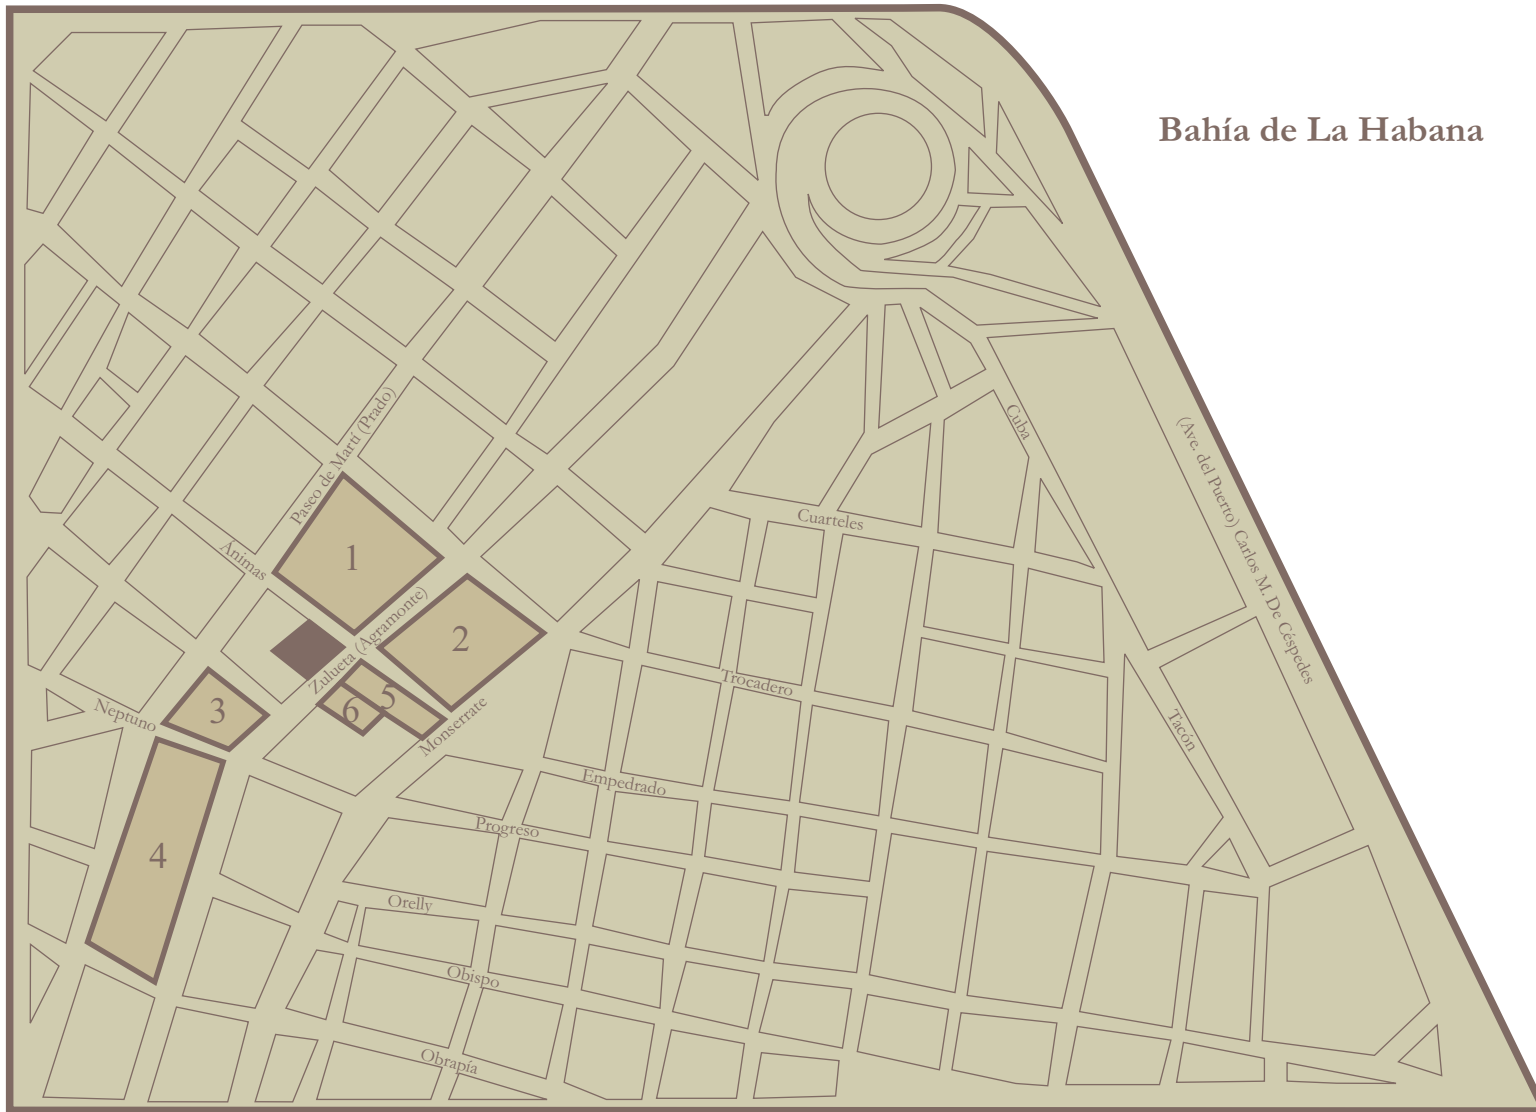 Bahía de La Habana
Paseo de Martí (Prado)
Cuba
(Ave. del Puerto) Carlos M. De Céspedes
Cuarteles
Ánimas
1
Zulueta (Agramonte)
2
Trocadero
5
6
3
Neptuno
Monserrate
Tacón
Empedrado
Progreso
4
Orelly
Obispo
Obrapía